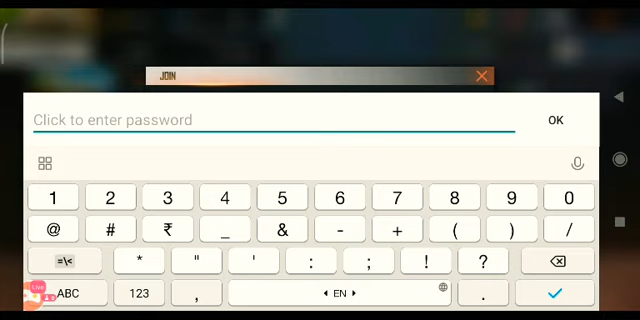 JOIN
Click to enter password
OK
1 2 3 4 5 6 7 8 9 0
@ # ₹ _ & - + ( ) /
=\< * " ' : ; ! ?
Live
ABC 123 , EN .